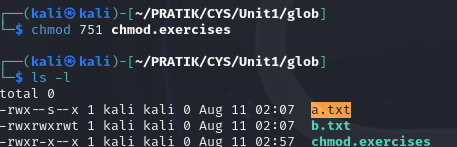 ┌──(kali㉿kali)-[~/PRATIK/CYS/Unit1/glob]
└─$ chmod 751 chmod.exercises
┌──(kali㉿kali)-[~/PRATIK/CYS/Unit1/glob]
└─$ ls -l
total 0
-rwx--s--x 1 kali kali 0 Aug 11 02:07 a.txt
-rwxrwxrwt 1 kali kali 0 Aug 11 02:07 b.txt
-rwxr-x--x 1 kali kali 0 Aug 11 02:57 chmod.exercises